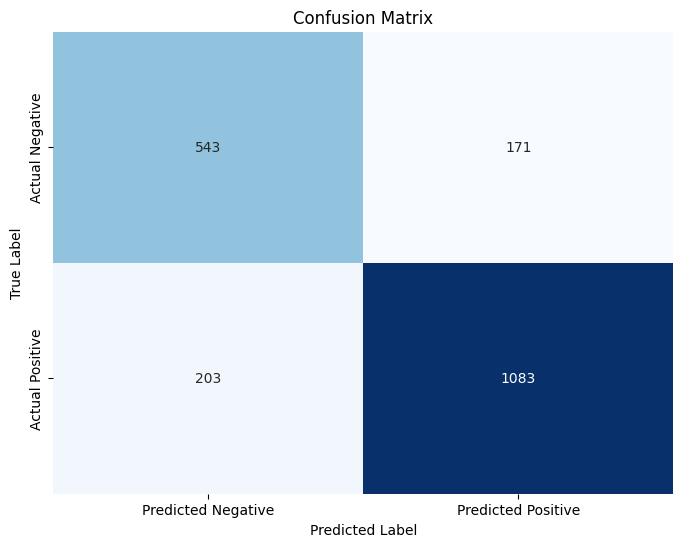 Confusion Matrix
True Label
Actual Negative
543
171
Actual Positive
203
1083
Predicted Negative
Predicted Positive
Predicted Label